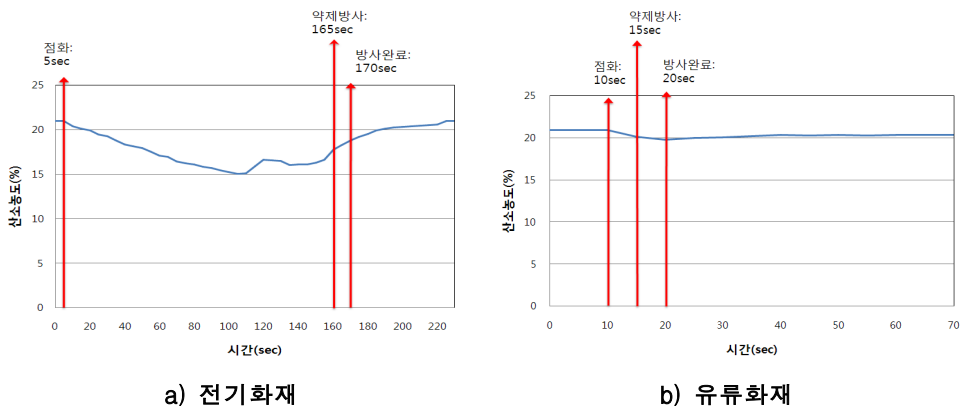 점화:
5sec
약제방사:
165sec
방사완료:
170sec
25
20
15
10
5
0
산소농도(%)
0 20 40 60 80 100 120 140 160 180 200 220
시간(sec)
a) 전기화재
점화:
10sec
약제방사:
15sec
방사완료:
20sec
25
20
15
10
5
0
산소농도(%)
0 10 20 30 40 50 60 70
시간(sec)
b) 유류화재